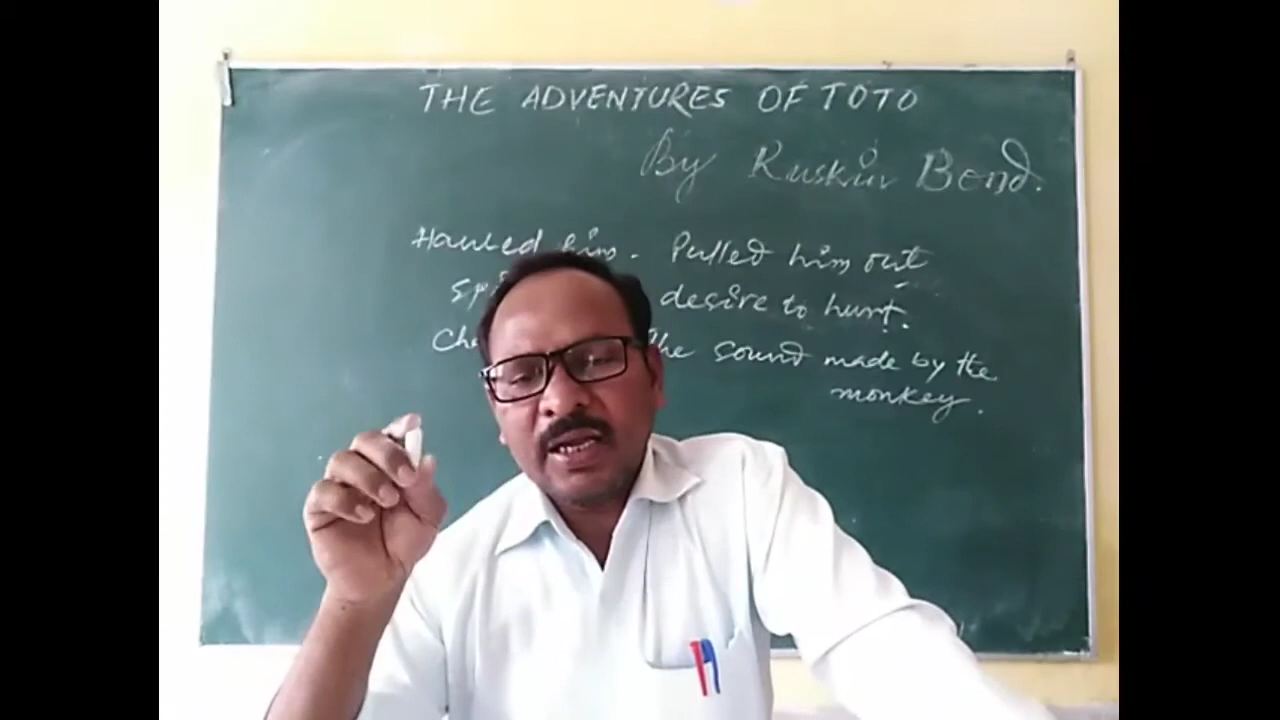 THE ADVENTURES OF TOTO
By Ruskin Bond.
Hauled him. Pulled him out
desire to hurt.
The sound made by the
monkey.